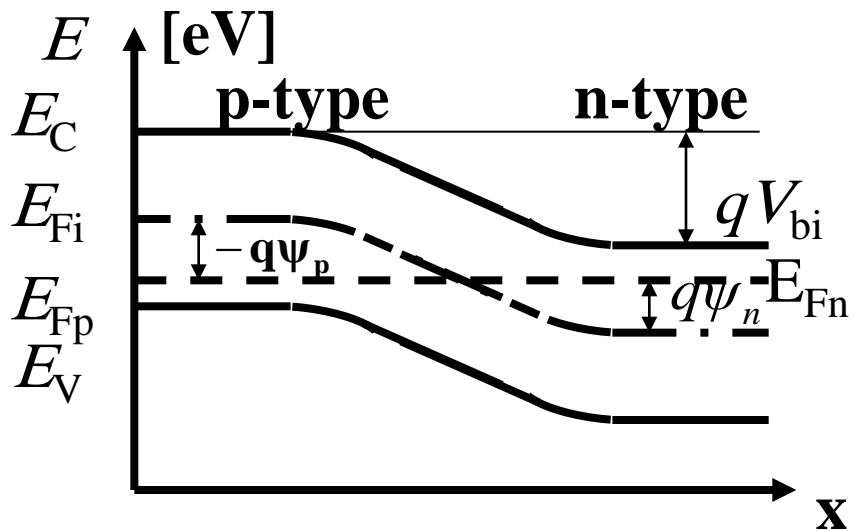 E [eV]
p-type n-type
E_C
E_Fi qV_bi
−qψ_p
E_Fp qψ_n E_Fn
E_V
x